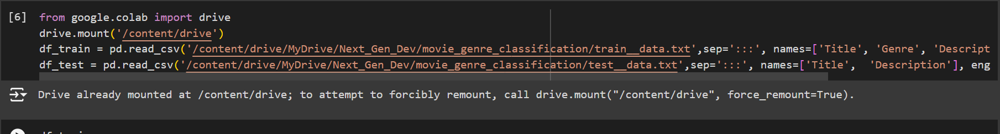 [6] from google.colab import drive
drive.mount('/content/drive')
df_train = pd.read_csv('/content/drive/MyDrive/Next_Gen_Dev/movie_genre_classification/train__data.txt',sep=':::', names=['Title', 'Genre', 'Descript
df_test = pd.read_csv('/content/drive/MyDrive/Next_Gen_Dev/movie_genre_classification/test__data.txt',sep=':::', names=['Title',  'Description'], eng
Drive already mounted at /content/drive; to attempt to forcibly remount, call drive.mount("/content/drive", force_remount=True).